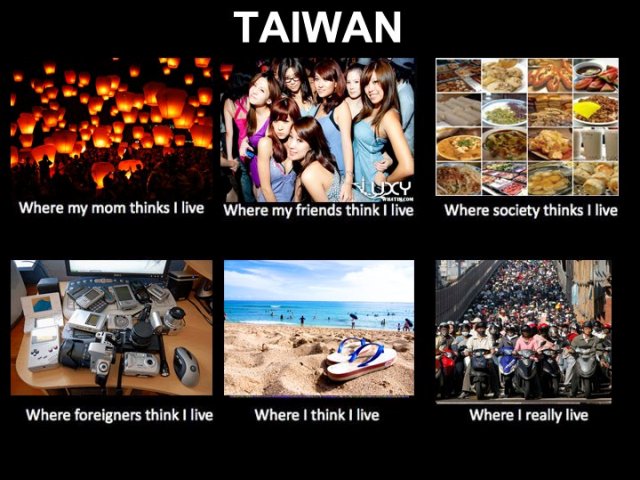 TAIWAN
LUXY
Where my mom thinks I live
Where my friends think I live
Where society thinks I live
Where foreigners think I live
Where I think I live
Where I really live